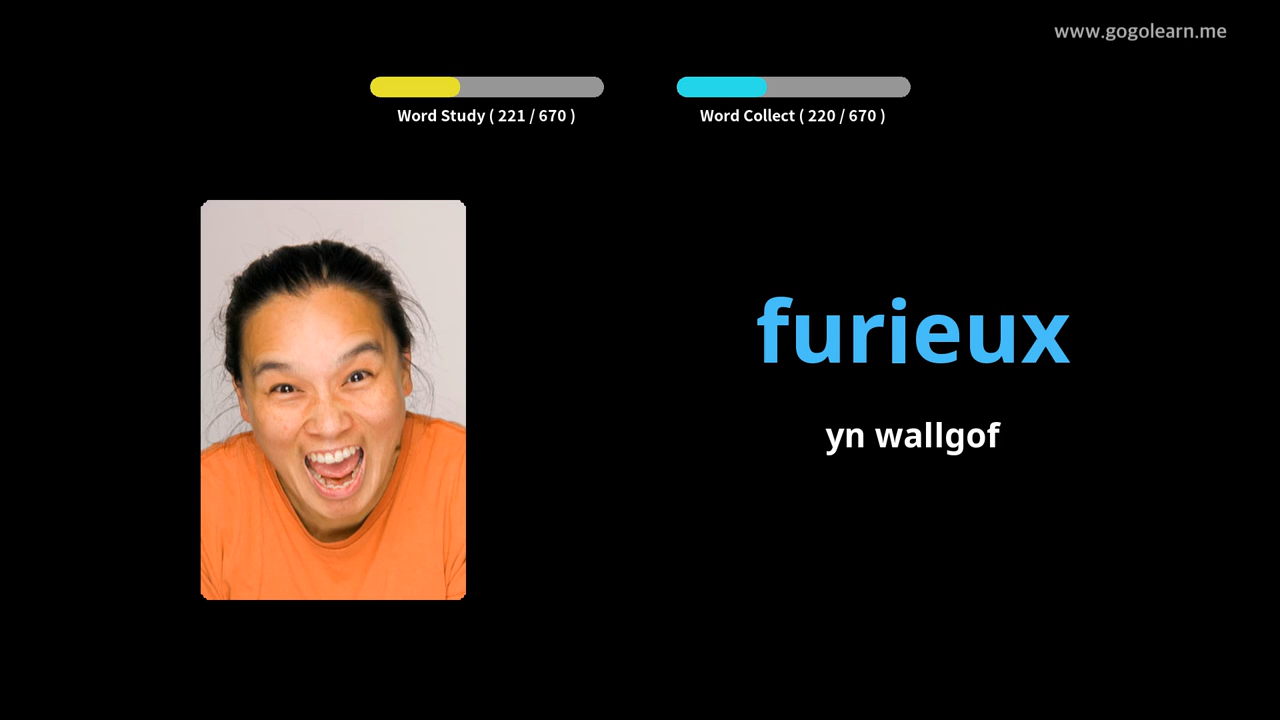 www.gogolearn.me
Word Study ( 221 / 670 )
Word Collect ( 220 / 670 )
furieux
yn wallgof